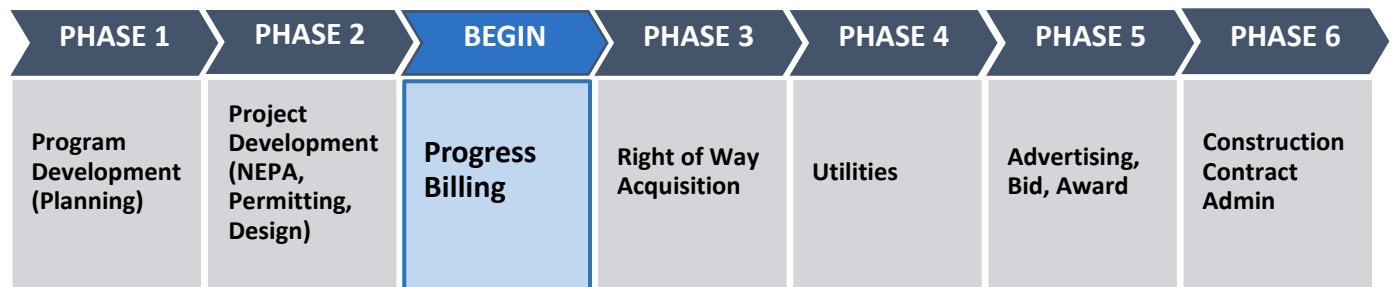 PHASE 1
PHASE 2
BEGIN
PHASE 3
PHASE 4
PHASE 5
PHASE 6
Program
Development
(Planning)
Project
Development
(NEPA,
Permitting,
Design)
Progress
Billing
Right of Way
Acquisition
Utilities
Advertising,
Bid, Award
Construction
Contract
Admin